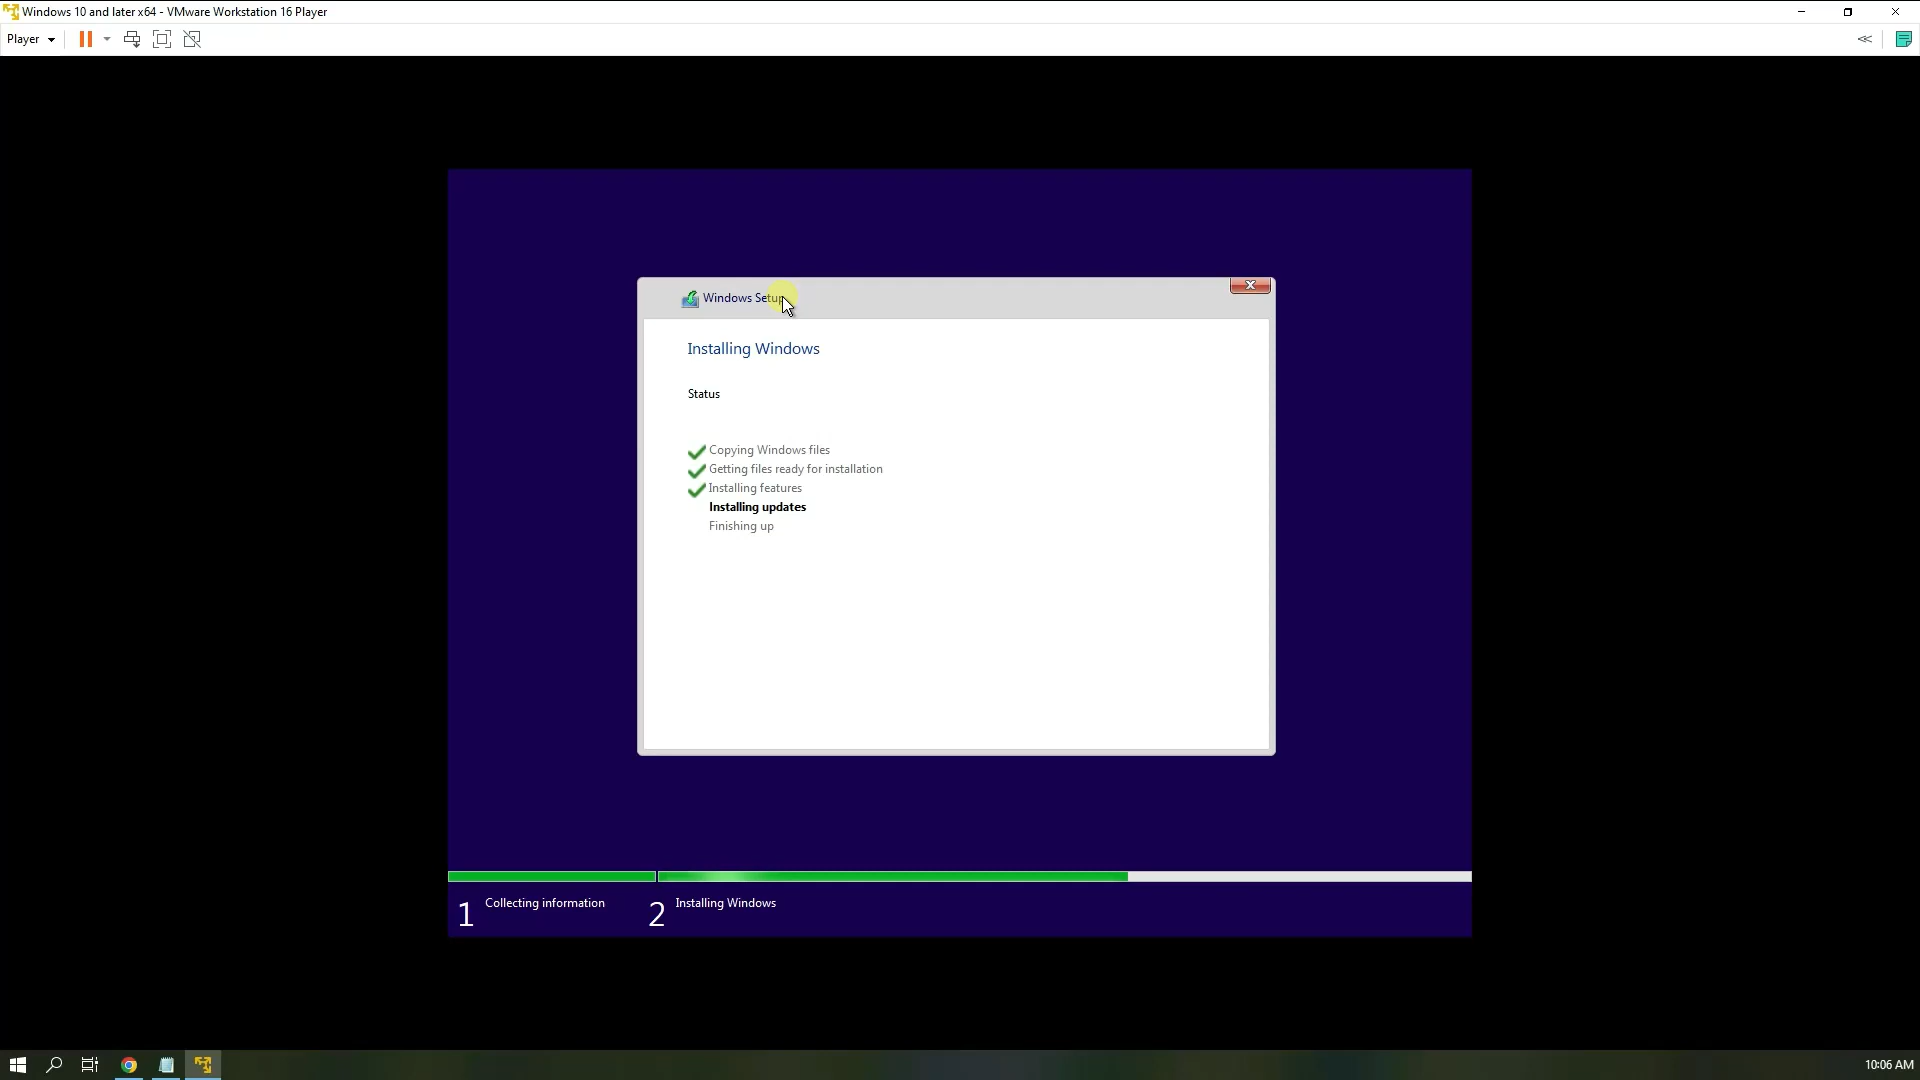 Windows 10 and later x64 - VMware Workstation 16 Player
Player
Windows Setup
Installing Windows
Status
Copying Windows files
Getting files ready for installation
Installing features
Installing updates
Finishing up
1 Collecting information
2 Installing Windows
10:06 AM